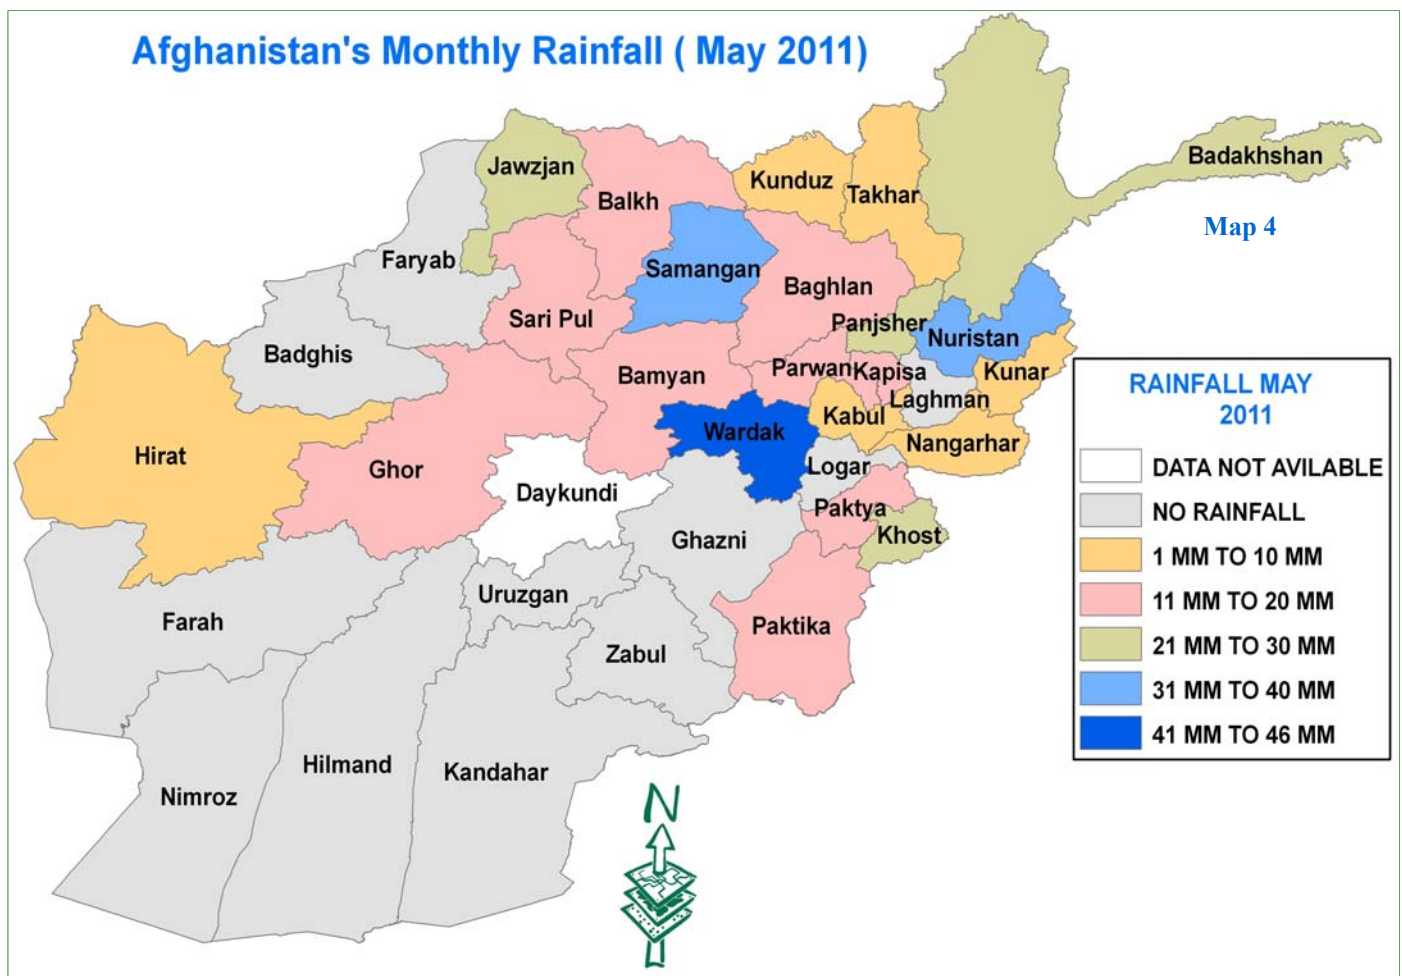 Afghanistan's Monthly Rainfall ( May 2011)
Jawzjan
Badakhshan
Kunduz
Takhar
Balkh
Map 4
Faryab
Samangan
Baghlan
Sari Pul
Panjsher
Nuristan
Badghis
Bamyan
Parwan
Kapisa
Kunar
Laghman
Kabul
Wardak
Nangarhar
Hirat
Ghor
Logar
Daykundi
Paktya
Khost
Ghazni
Uruzgan
Farah
Paktika
Zabul
Hilmand
Kandahar
Nimroz
N
RAINFALL MAY
2011
DATA NOT AVILABLE
NO RAINFALL
1 MM TO 10 MM
11 MM TO 20 MM
21 MM TO 30 MM
31 MM TO 40 MM
41 MM TO 46 MM